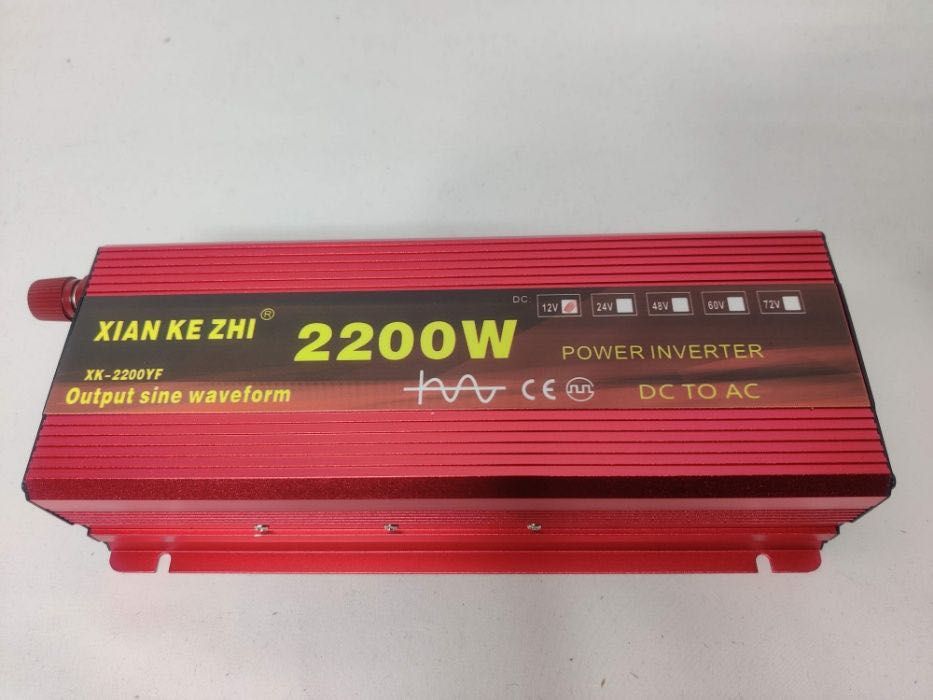 DC: 12V 24V 48V 60V 72V
XIAN KE ZHI®
2200W
POWER INVERTER
XK-2200YF
Output sine waveform
CE
DC TO AC